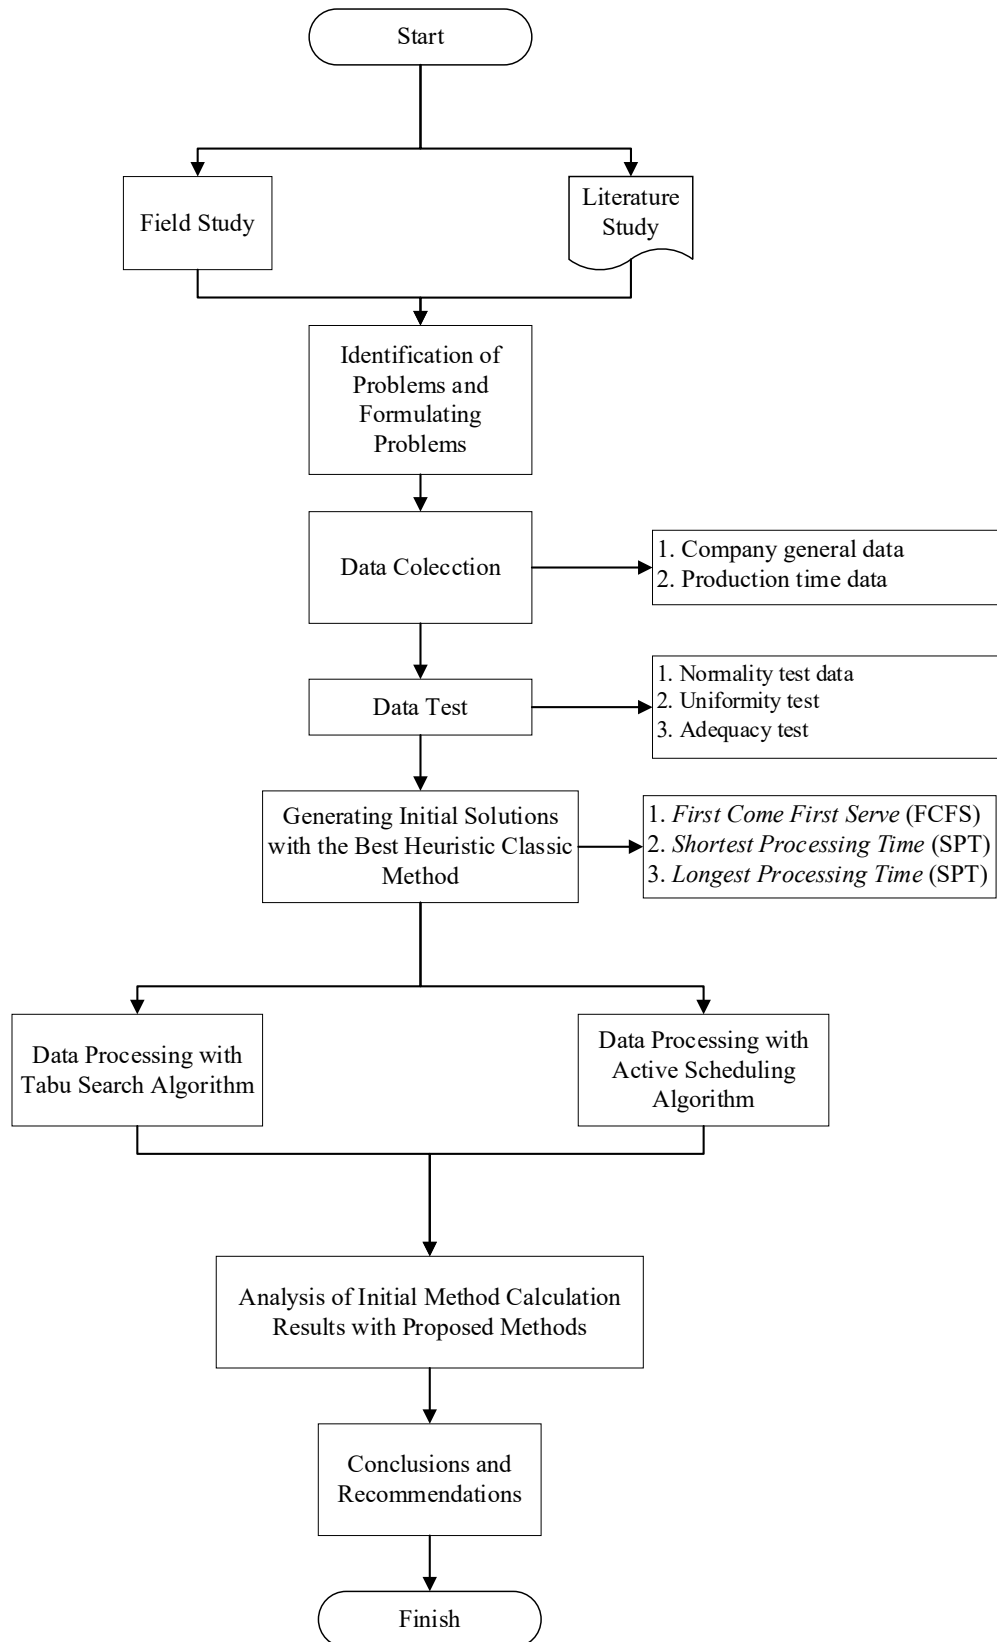 Start
Field Study
Literature
Study
Identification of
Problems and
Formulating
Problems
Data Colecction
1. Company general data
2. Production time data
Data Test
1. Normality test data
2. Uniformity test
3. Adequacy test
Generating Initial Solutions
with the Best Heuristic Classic
Method
1. First Come First Serve (FCFS)
2. Shortest Processing Time (SPT)
3. Longest Processing Time (SPT)
Data Processing with
Tabu Search Algorithm
Data Processing with
Active Scheduling
Algorithm
Analysis of Initial Method Calculation
Results with Proposed Methods
Conclusions and
Recommendations
Finish